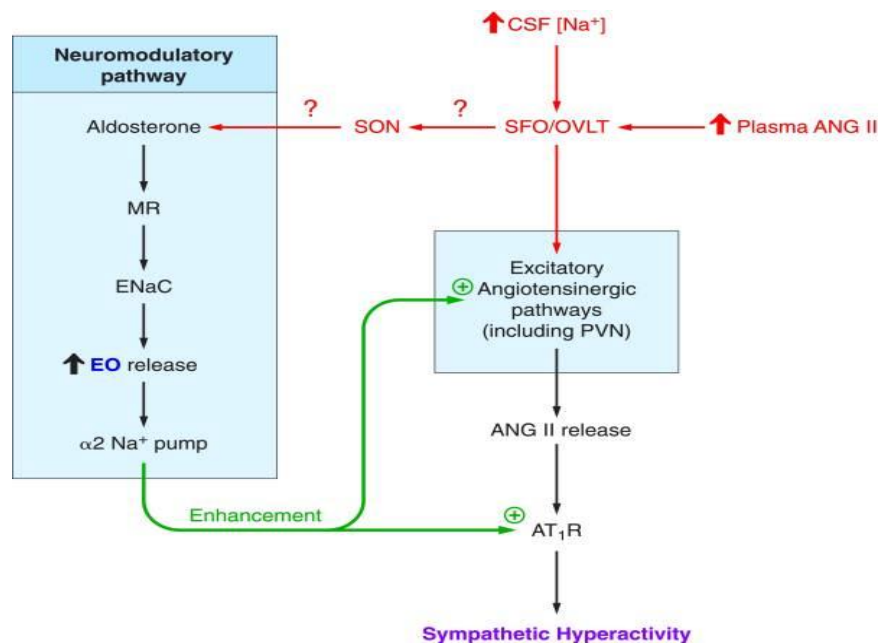 ↑ CSF [Na⁺]
Neuromodulatory
pathway
Aldosterone
?
SON
?
SFO/OVLT
↑ Plasma ANG II
MR
ENaC
↑ EO release
α2 Na⁺ pump
Excitatory
Angiotensinergic
pathways
(including PVN)
⊕
ANG II release
Enhancement
⊕
AT₁R
Sympathetic Hyperactivity